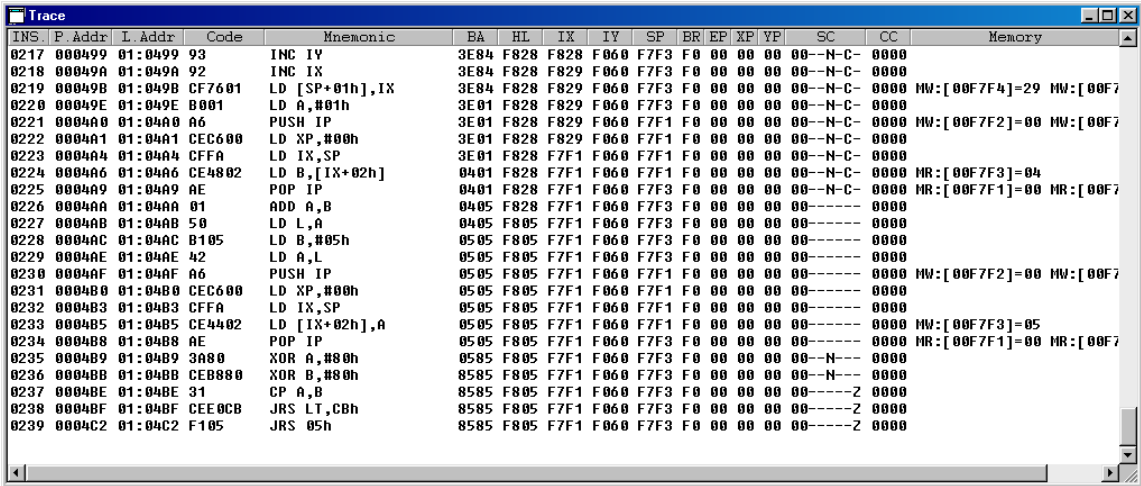 Trace
INS. P.Addr L.Addr Code Mnemonic BA HL IX IY SP BR EP XP YP SC CC Memory
0217 000499 01:0499 93 INC IY 3E84 F828 F828 F060 F7F3 F0 00 00 00 00--N-C- 0000
0218 00049A 01:049A 92 INC IX 3E84 F828 F829 F060 F7F3 F0 00 00 00 00--N-C- 0000
0219 00049B 01:049B CF7601 LD [SP+01h],IX 3E84 F828 F829 F060 F7F3 F0 00 00 00 00--N-C- 0000 MW:[00F7F4]=29 MW:[00F7
0220 00049E 01:049E B001 LD A,#01h 3E01 F828 F829 F060 F7F3 F0 00 00 00 00--N-C- 0000
0221 0004A0 01:04A0 A6 PUSH IP 3E01 F828 F829 F060 F7F1 F0 00 00 00 00--N-C- 0000 MW:[00F7F2]=00 MW:[00F7
0222 0004A1 01:04A1 CEC600 LD XP,#00h 3E01 F828 F829 F060 F7F1 F0 00 00 00 00--N-C- 0000
0223 0004A4 01:04A4 CFFA LD IX,SP 3E01 F828 F7F1 F060 F7F1 F0 00 00 00 00--N-C- 0000
0224 0004A6 01:04A6 CE4802 LD B,[IX+02h] 0401 F828 F7F1 F060 F7F1 F0 00 00 00 00--N-C- 0000 MR:[00F7F3]=04
0225 0004A9 01:04A9 AE POP IP 0401 F828 F7F1 F060 F7F3 F0 00 00 00 00--N-C- 0000 MR:[00F7F1]=00 MR:[00F7
0226 0004AA 01:04AA 01 ADD A,B 0405 F828 F7F1 F060 F7F3 F0 00 00 00 00------ 0000
0227 0004AB 01:04AB 50 LD L,A 0405 F805 F7F1 F060 F7F3 F0 00 00 00 00------ 0000
0228 0004AC 01:04AC B105 LD B,#05h 0505 F805 F7F1 F060 F7F3 F0 00 00 00 00------ 0000
0229 0004AE 01:04AE 42 LD A,L 0505 F805 F7F1 F060 F7F3 F0 00 00 00 00------ 0000
0230 0004AF 01:04AF A6 PUSH IP 0505 F805 F7F1 F060 F7F1 F0 00 00 00 00------ 0000 MW:[00F7F2]=00 MW:[00F7
0231 0004B0 01:04B0 CEC600 LD XP,#00h 0505 F805 F7F1 F060 F7F1 F0 00 00 00 00------ 0000
0232 0004B3 01:04B3 CFFA LD IX,SP 0505 F805 F7F1 F060 F7F1 F0 00 00 00 00------ 0000
0233 0004B5 01:04B5 CE4402 LD [IX+02h],A 0505 F805 F7F1 F060 F7F1 F0 00 00 00 00------ 0000 MW:[00F7F3]=05
0234 0004B8 01:04B8 AE POP IP 0505 F805 F7F1 F060 F7F3 F0 00 00 00 00------ 0000 MR:[00F7F1]=00 MR:[00F7
0235 0004B9 01:04B9 3A80 XOR A,#80h 0585 F805 F7F1 F060 F7F3 F0 00 00 00 00--N--- 0000
0236 0004BB 01:04BB CEB880 XOR B,#80h 8585 F805 F7F1 F060 F7F3 F0 00 00 00 00--N--- 0000
0237 0004BE 01:04BE 31 CP A,B 8585 F805 F7F1 F060 F7F3 F0 00 00 00 00-----Z 0000
0238 0004BF 01:04BF CEE0CB JRS LT,CBh 8585 F805 F7F1 F060 F7F3 F0 00 00 00 00-----Z 0000
0239 0004C2 01:04C2 F105 JRS 05h 8585 F805 F7F1 F060 F7F3 F0 00 00 00 00-----Z 0000